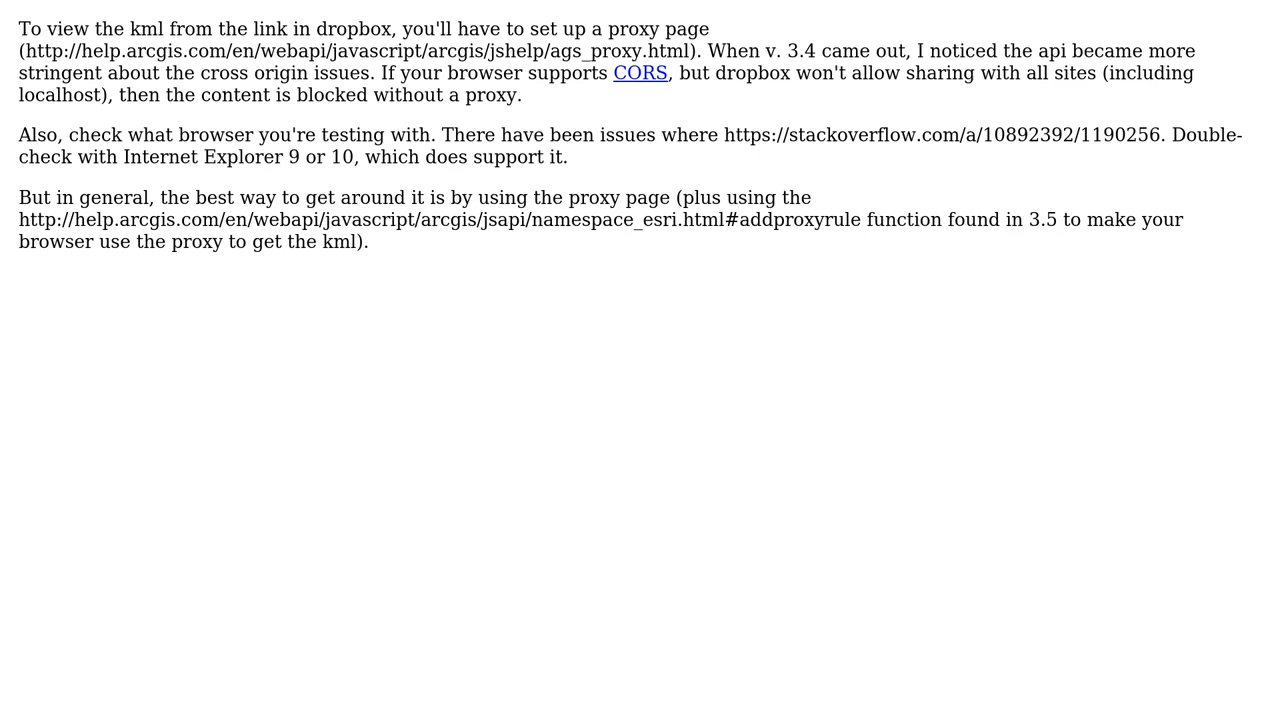 To view the kml from the link in dropbox, you'll have to set up a proxy page
(http://help.arcgis.com/en/webapi/javascript/arcgis/jshelp/ags_proxy.html). When v. 3.4 came out, I noticed the api became more
stringent about the cross origin issues. If your browser supports CORS, but dropbox won't allow sharing with all sites (including
localhost), then the content is blocked without a proxy.
Also, check what browser you're testing with. There have been issues where https://stackoverflow.com/a/10892392/1190256. Double-
check with Internet Explorer 9 or 10, which does support it.
But in general, the best way to get around it is by using the proxy page (plus using the
http://help.arcgis.com/en/webapi/javascript/arcgis/jsapi/namespace_esri.html#addproxyrule function found in 3.5 to make your
browser use the proxy to get the kml).